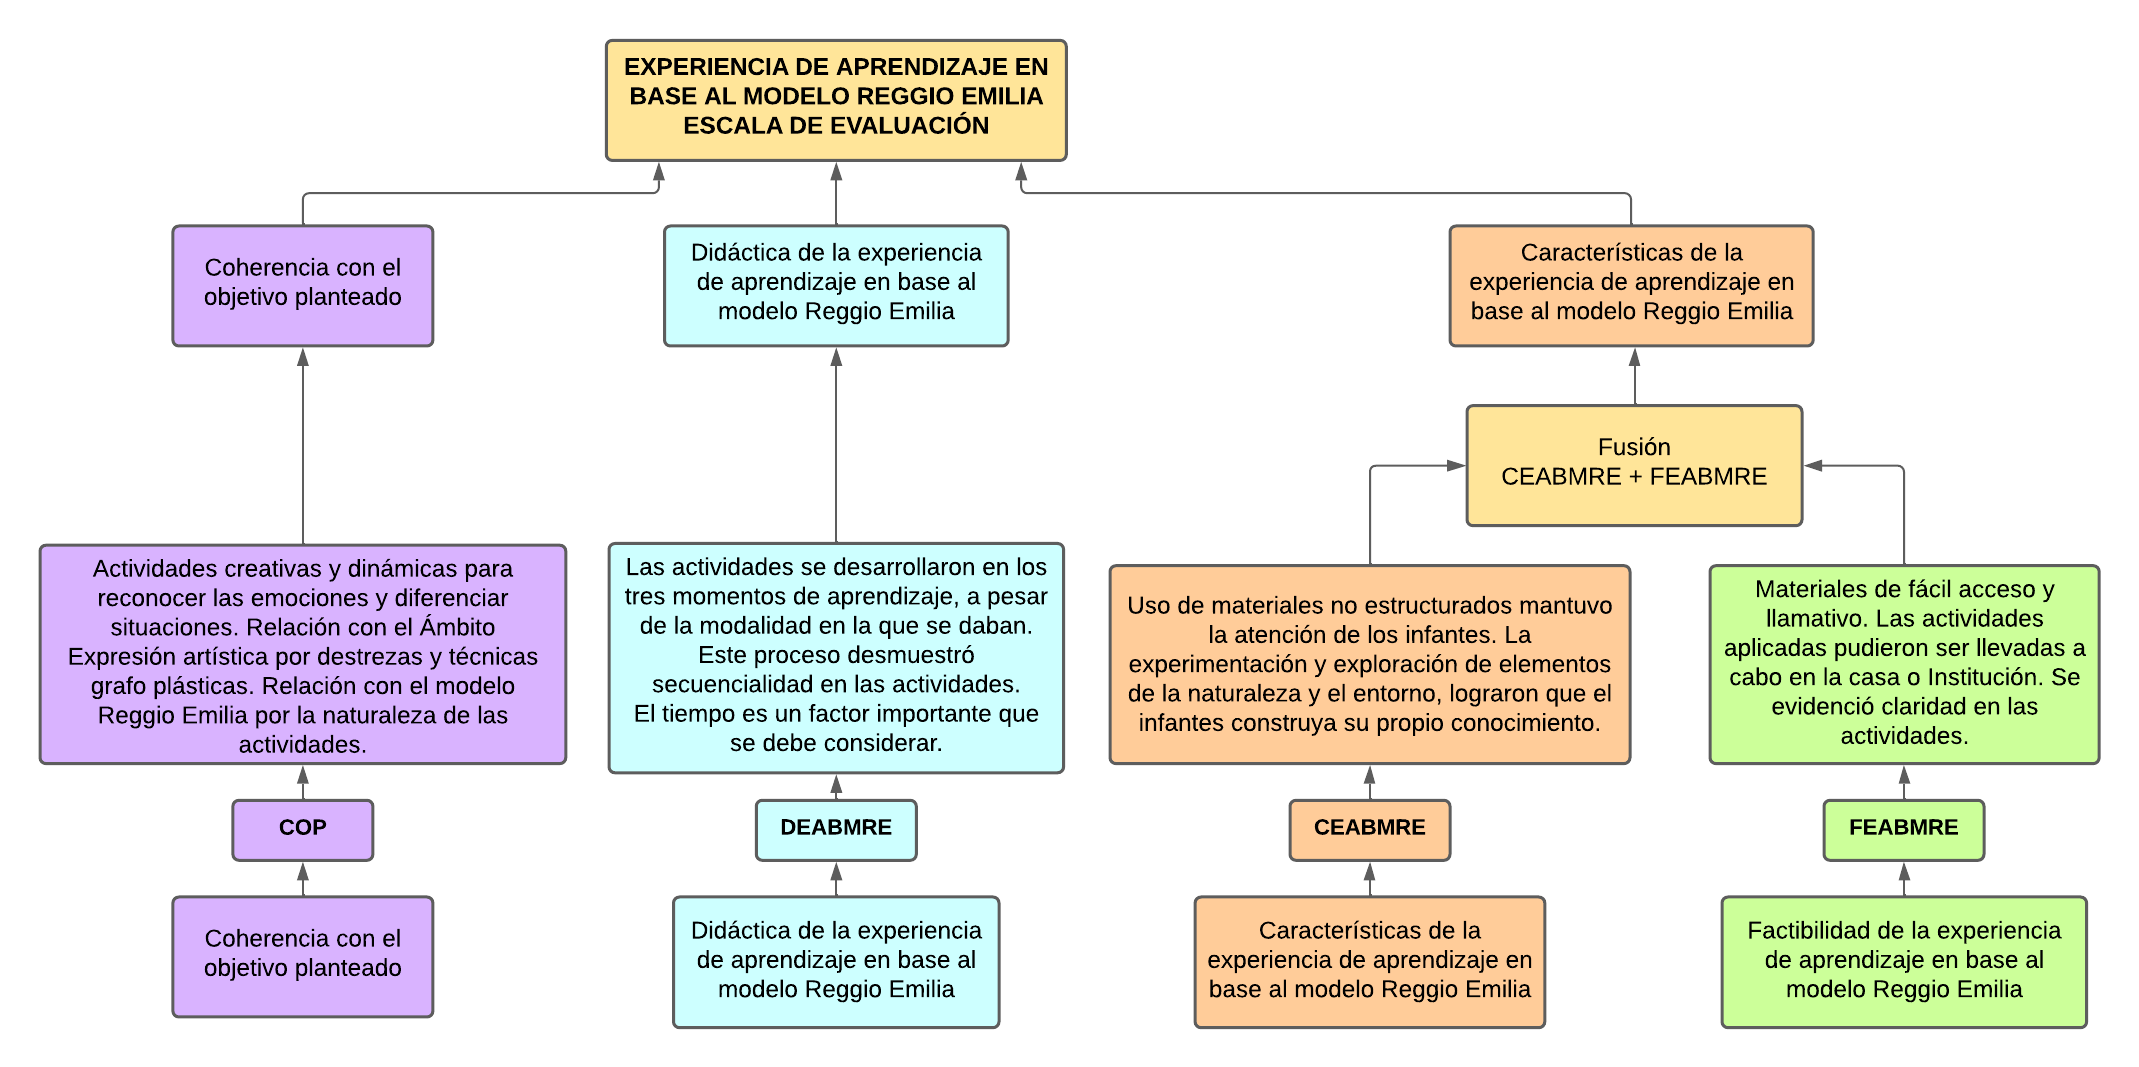 EXPERIENCIA DE APRENDIZAJE EN
BASE AL MODELO REGGIO EMILIA
ESCALA DE EVALUACIÓN
Coherencia con el
objetivo planteado
Didáctica de la experiencia
de aprendizaje en base al
modelo Reggio Emilia
Características de la
experiencia de aprendizaje en
base al modelo Reggio Emilia
Fusión
CEABMRE + FEABMRE
Actividades creativas y dinámicas para
reconocer las emociones y diferenciar
situaciones. Relación con el Ámbito
Expresión artística por destrezas y técnicas
grafo plásticas. Relación con el modelo
Reggio Emilia por la naturaleza de las
actividades.
Las actividades se desarrollaron en los
tres momentos de aprendizaje, a pesar
de la modalidad en la que se daban.
Este proceso desmuestró
secuencialidad en las actividades.
El tiempo es un factor importante que
se debe considerar.
Uso de materiales no estructurados mantuvo
la atención de los infantes. La
experimentación y exploración de elementos
de la naturaleza y el entorno, lograron que el
infantes construya su propio conocimiento.
Materiales de fácil acceso y
llamativo. Las actividades
aplicadas pudieron ser llevadas a
cabo en la casa o Institución. Se
evidenció claridad en las
actividades.
COP
DEABMRE
CEABMRE
FEABMRE
Coherencia con el
objetivo planteado
Didáctica de la experiencia
de aprendizaje en base al
modelo Reggio Emilia
Características de la
experiencia de aprendizaje en
base al modelo Reggio Emilia
Factibilidad de la experiencia
de aprendizaje en base al
modelo Reggio Emilia